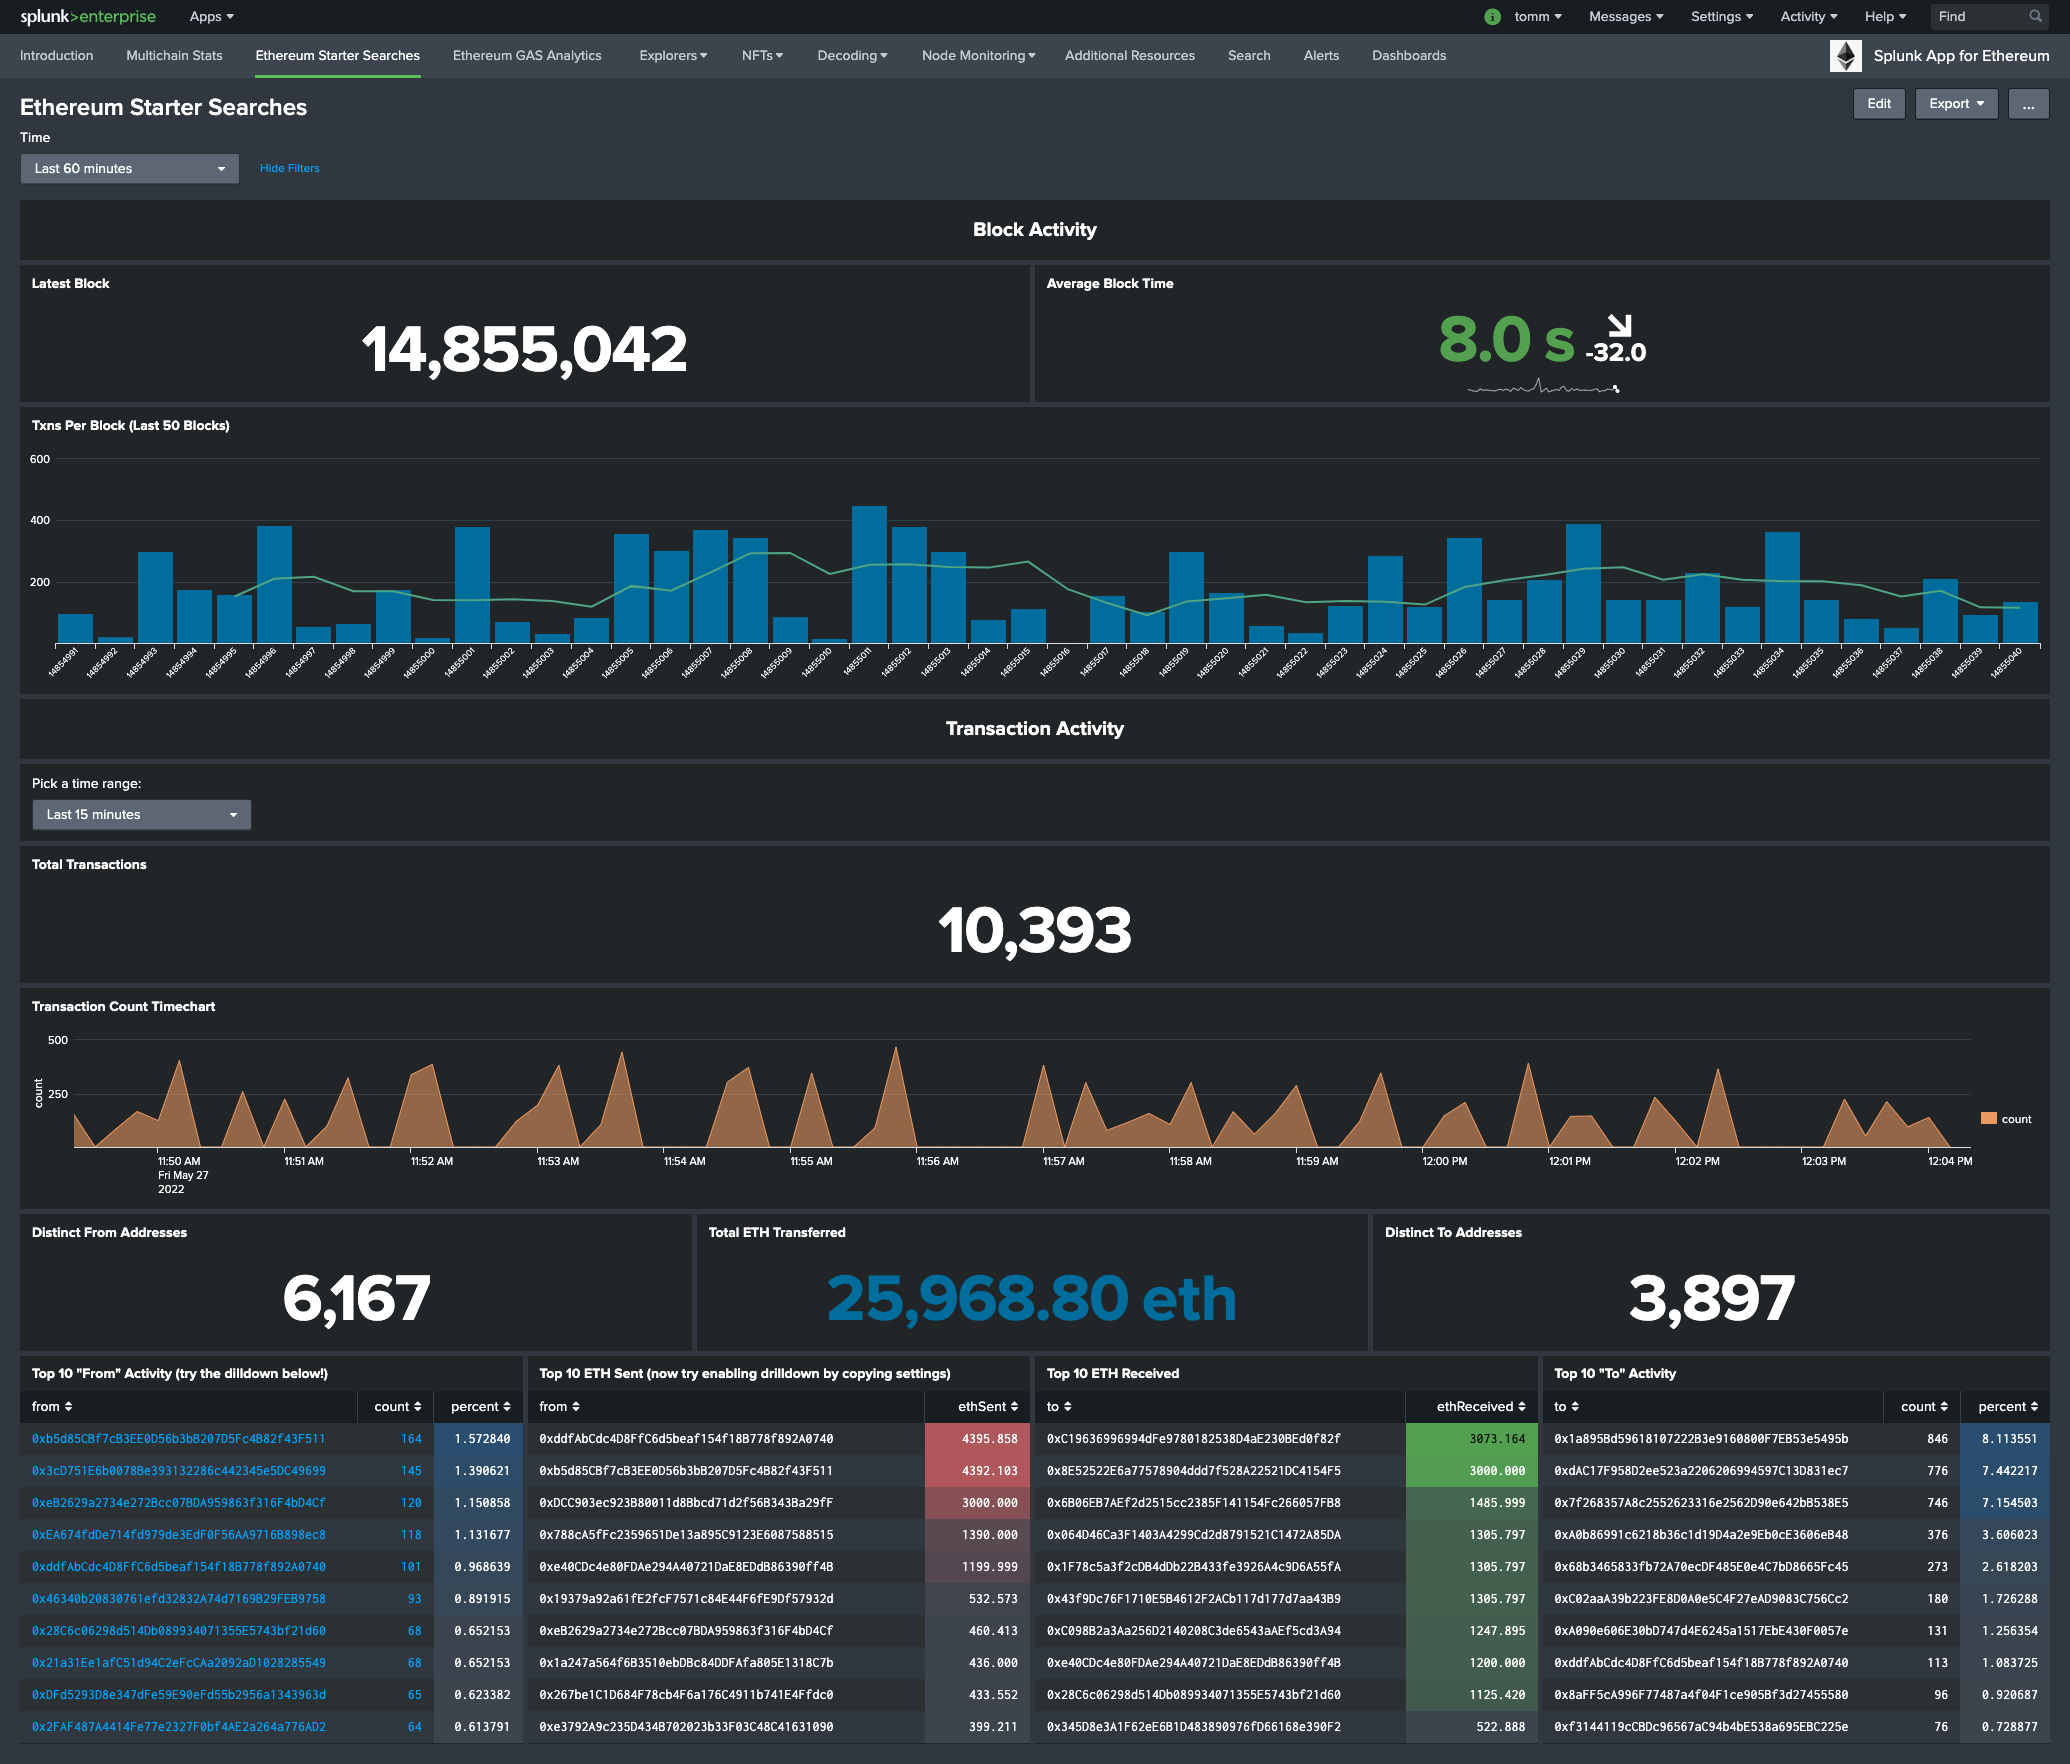 splunk>enterprise Apps tomm Messages Settings Activity Help Find
Introduction Multichain Stats Ethereum Starter Searches Ethereum GAS Analytics Explorers NFTs Decoding Node Monitoring Additional Resources Search Alerts Dashboards Splunk App for Ethereum
Ethereum Starter Searches Edit Export ...
Time
Last 60 minutes Hide Filters
Block Activity
Latest Block
14,855,042
Average Block Time
8.0 s -32.0
Txns Per Block (Last 50 Blocks)
600
400
200
14854991 14854992 14854993 14854994 14854995 14854996 14854997 14854998 14854999 14855000 14855001 14855002 14855003 14855004 14855005 14855006 14855007 14855008 14855009 14855010 14855011 14855012 14855013 14855014 14855015 14855016 14855017 14855018 14855019 14855020 14855021 14855022 14855023 14855024 14855025 14855026 14855027 14855028 14855029 14855030 14855031 14855032 14855033 14855034 14855035 14855036 14855037 14855038 14855039 14855040
Transaction Activity
Pick a time range:
Last 15 minutes
Total Transactions
10,393
Transaction Count Timechart
500
250
count
count
11:50 AM 11:51 AM 11:52 AM 11:53 AM 11:54 AM 11:55 AM 11:56 AM 11:57 AM 11:58 AM 11:59 AM 12:00 PM 12:01 PM 12:02 PM 12:03 PM 12:04 PM
Fri May 27
2022
Distinct From Addresses
6,167
Total ETH Transferred
25,968.80 eth
Distinct To Addresses
3,897
Top 10 "From" Activity (try the dilldown below!)
from count percent
0xb5d85CBf7cB3EE0D56b3bB207D5Fc4B82f43F511 164 1.572840
0x3cD751E6b0078Be393132286c442345e5DC49699 145 1.390621
0xeB2629a2734e272Bcc07BDA959863f316F4bD4Cf 120 1.150858
0xEA674fdDe714fd979de3EdF0F56AA9716B898ec8 118 1.131677
0xddfAbCdc4D8FfC6d5beaf154f18B778f892A0740 101 0.968639
0x46340b20830761efd32832A74d7169B29FEB9758 93 0.891915
0x28C6c06298d514Db089934071355E5743bf21d60 68 0.652153
0x21a31Ee1afC51d94C2eFcCAa2092aD1028285549 68 0.652153
0xDFd5293D8e347dFe59E90eFd55b2956a1343963d 65 0.623382
0x2FAF487A4414Fe77e2327F0bf4AE2a264a776AD2 64 0.613791
Top 10 ETH Sent (now try enabling drilldown by copying settings)
from ethSent
0xddfAbCdc4D8FfC6d5beaf154f18B778f892A0740 4395.858
0xb5d85CBf7cB3EE0D56b3bB207D5Fc4B82f43F511 4392.103
0xDCC903ec923B80011d8Bbcd71d2f56B343Ba29fF 3000.000
0x788cA5fFc2359651De13a895C9123E6087588515 1390.000
0xe40CDc4e80FDAe294A40721DaE8EDdB86390ff4B 1199.999
0x19379a92a61fE2fcF7571c84E44F6fE9Df57932d 532.573
0xeB2629a2734e272Bcc07BDA959863f316F4bD4Cf 460.413
0x1a247a564f6B3510ebDBc84DDFAfa805E1318C7b 436.000
0x267be1C1D684F78cb4F6a176C4911b741E4Ffdc0 433.552
0xe3792A9c235D434B702023b33F03C48C41631090 399.211
Top 10 ETH Received
to ethReceived
0xC19636996994dFe9780182538D4aE230BEd0f82f 3073.164
0x8E52522E6a77578904ddd7f528A22521DC4154F5 3000.000
0x6B06EB7AEf2d2515cc2385F141154Fc266057FB8 1485.999
0x064D46Ca3F1403A4299Cd2d8791521C1472A85DA 1305.797
0x1F78c5a3f2cDB4dDb22B433fe3926A4c9D6A55fA 1305.797
0x43f9Dc76F1710E5B4612F2ACb117d177d7aa43B9 1305.797
0xC098B2a3Aa256D2140208C3de6543aAEf5cd3A94 1247.895
0xe40CDc4e80FDAe294A40721DaE8EDdB86390ff4B 1200.000
0x28C6c06298d514Db089934071355E5743bf21d60 1125.420
0x345D8e3A1F62eE6B1D483890976fD66168e390F2 522.888
Top 10 "To" Activity
to count percent
0x1a895Bd59618107222B3e9160800F7EB53e5495b 846 8.113551
0xdAC17F958D2ee523a2206206994597C13D831ec7 776 7.442217
0x7f268357A8c2552623316e2562D90e642bB538E5 746 7.154503
0xA0b86991c6218b36c1d19D4a2e9Eb0cE3606eB48 376 3.606023
0x68b3465833fb72A70ecDF485E0e4C7bD8665Fc45 273 2.618203
0xC02aaA39b223FE8D0A0e5C4F27eAD9083C756Cc2 180 1.726288
0xA090e606E30bD747d4E6245a1517EbE430F0057e 131 1.256354
0xddfAbCdc4D8FfC6d5beaf154f18B778f892A0740 113 1.083725
0x8aFF5cA996F77487a4f04F1ce905Bf3d27455580 96 0.920687
0xf3144119cCBDc96567aC94b4bE538a695EBC225e 76 0.728877